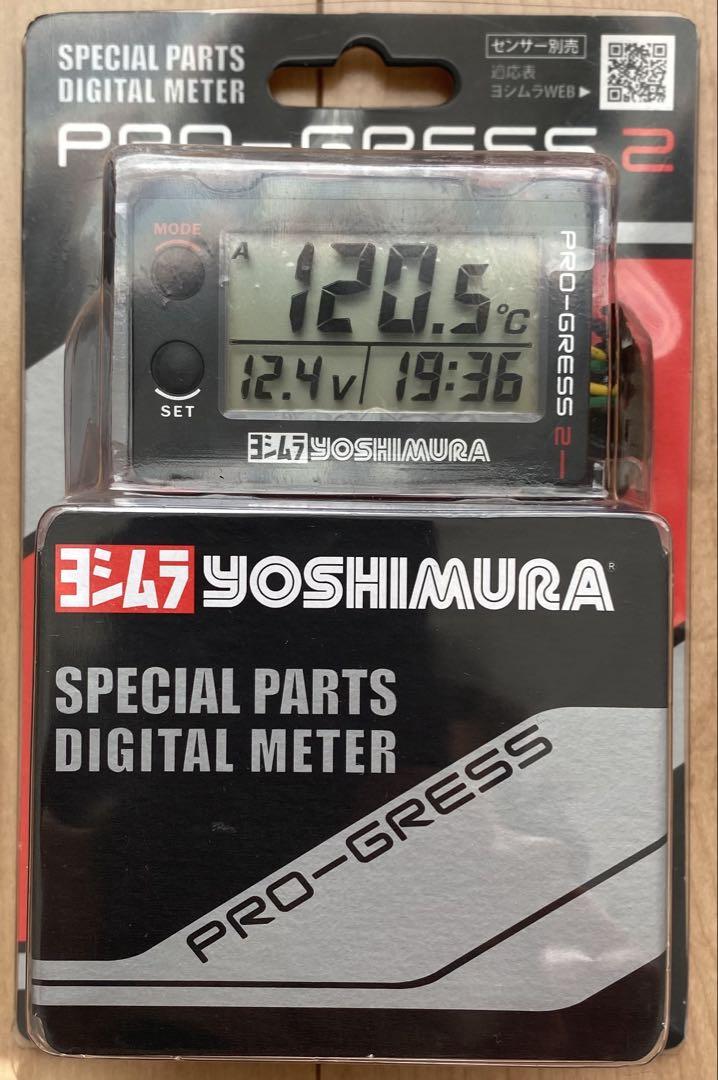 SPECIAL PARTS
DIGITAL METER
センサー別売
適応表
ヨシムラWEB▶
PRO-GRESS 2
MODE
SET
A
120.5℃
12.4V
19:36
PRO-GRESS 2
ヨシムラ YOSHIMURA
ヨシムラ YOSHIMURA®
SPECIAL PARTS
DIGITAL METER
PRO-GRESS